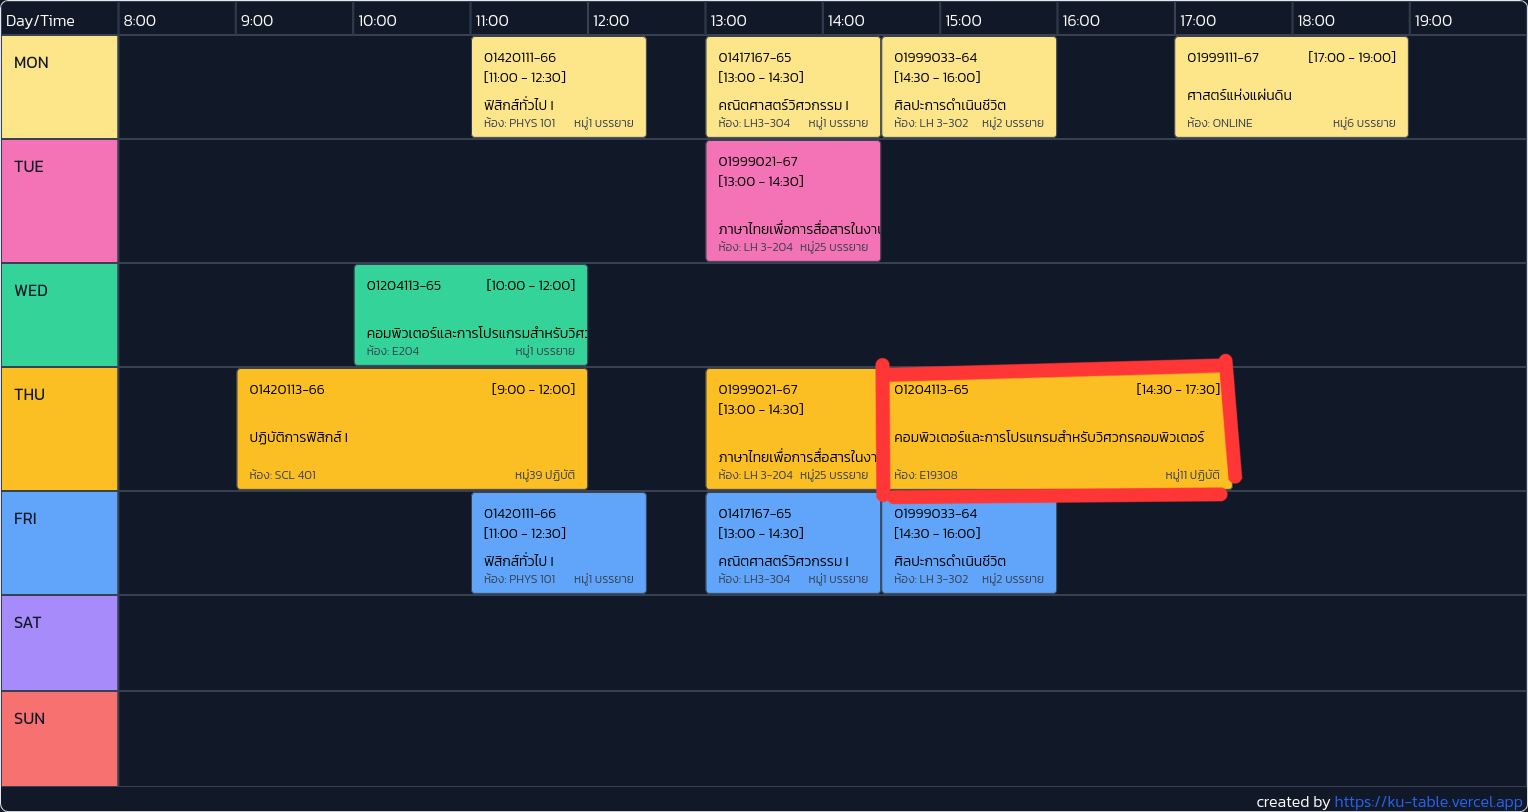 Day/Time 8:00 9:00 10:00 11:00 12:00 13:00 14:00 15:00 16:00 17:00 18:00 19:00
MON
01420111-66
[11:00 - 12:30]
ฟิสิกส์ทั่วไป I
ห้อง: PHYS 101 หมู่1 บรรยาย
01417167-65
[13:00 - 14:30]
คณิตศาสตร์วิศวกรรม I
ห้อง: LH3-304 หมู่1 บรรยาย
01999033-64
[14:30 - 16:00]
ศิลปะการดำเนินชีวิต
ห้อง: LH 3-302 หมู่2 บรรยาย
01999111-67 [17:00 - 19:00]
ศาสตร์แห่งแผ่นดิน
ห้อง: ONLINE หมู่6 บรรยาย
TUE
01999021-67
[13:00 - 14:30]
ภาษาไทยเพื่อการสื่อสารในงาน
ห้อง: LH 3-204 หมู่25 บรรยาย
WED
01204113-65 [10:00 - 12:00]
คอมพิวเตอร์และการโปรแกรมสำหรับวิศว
ห้อง: E204 หมู่1 บรรยาย
THU
01420113-66 [9:00 - 12:00]
ปฏิบัติการฟิสิกส์ I
ห้อง: SCL 401 หมู่39 ปฏิบัติ
01999021-67
[13:00 - 14:30]
ภาษาไทยเพื่อการสื่อสารในงา
ห้อง: LH 3-204 หมู่25 บรรยาย
01204113-65 [14:30 - 17:30]
คอมพิวเตอร์และการโปรแกรมสำหรับวิศวกรคอมพิวเตอร์
ห้อง: E19308 หมู่11 ปฏิบัติ
FRI
01420111-66
[11:00 - 12:30]
ฟิสิกส์ทั่วไป I
ห้อง: PHYS 101 หมู่1 บรรยาย
01417167-65
[13:00 - 14:30]
คณิตศาสตร์วิศวกรรม I
ห้อง: LH3-304 หมู่1 บรรยาย
01999033-64
[14:30 - 16:00]
ศิลปะการดำเนินชีวิต
ห้อง: LH 3-302 หมู่2 บรรยาย
SAT
SUN
created by https://ku-table.vercel.app